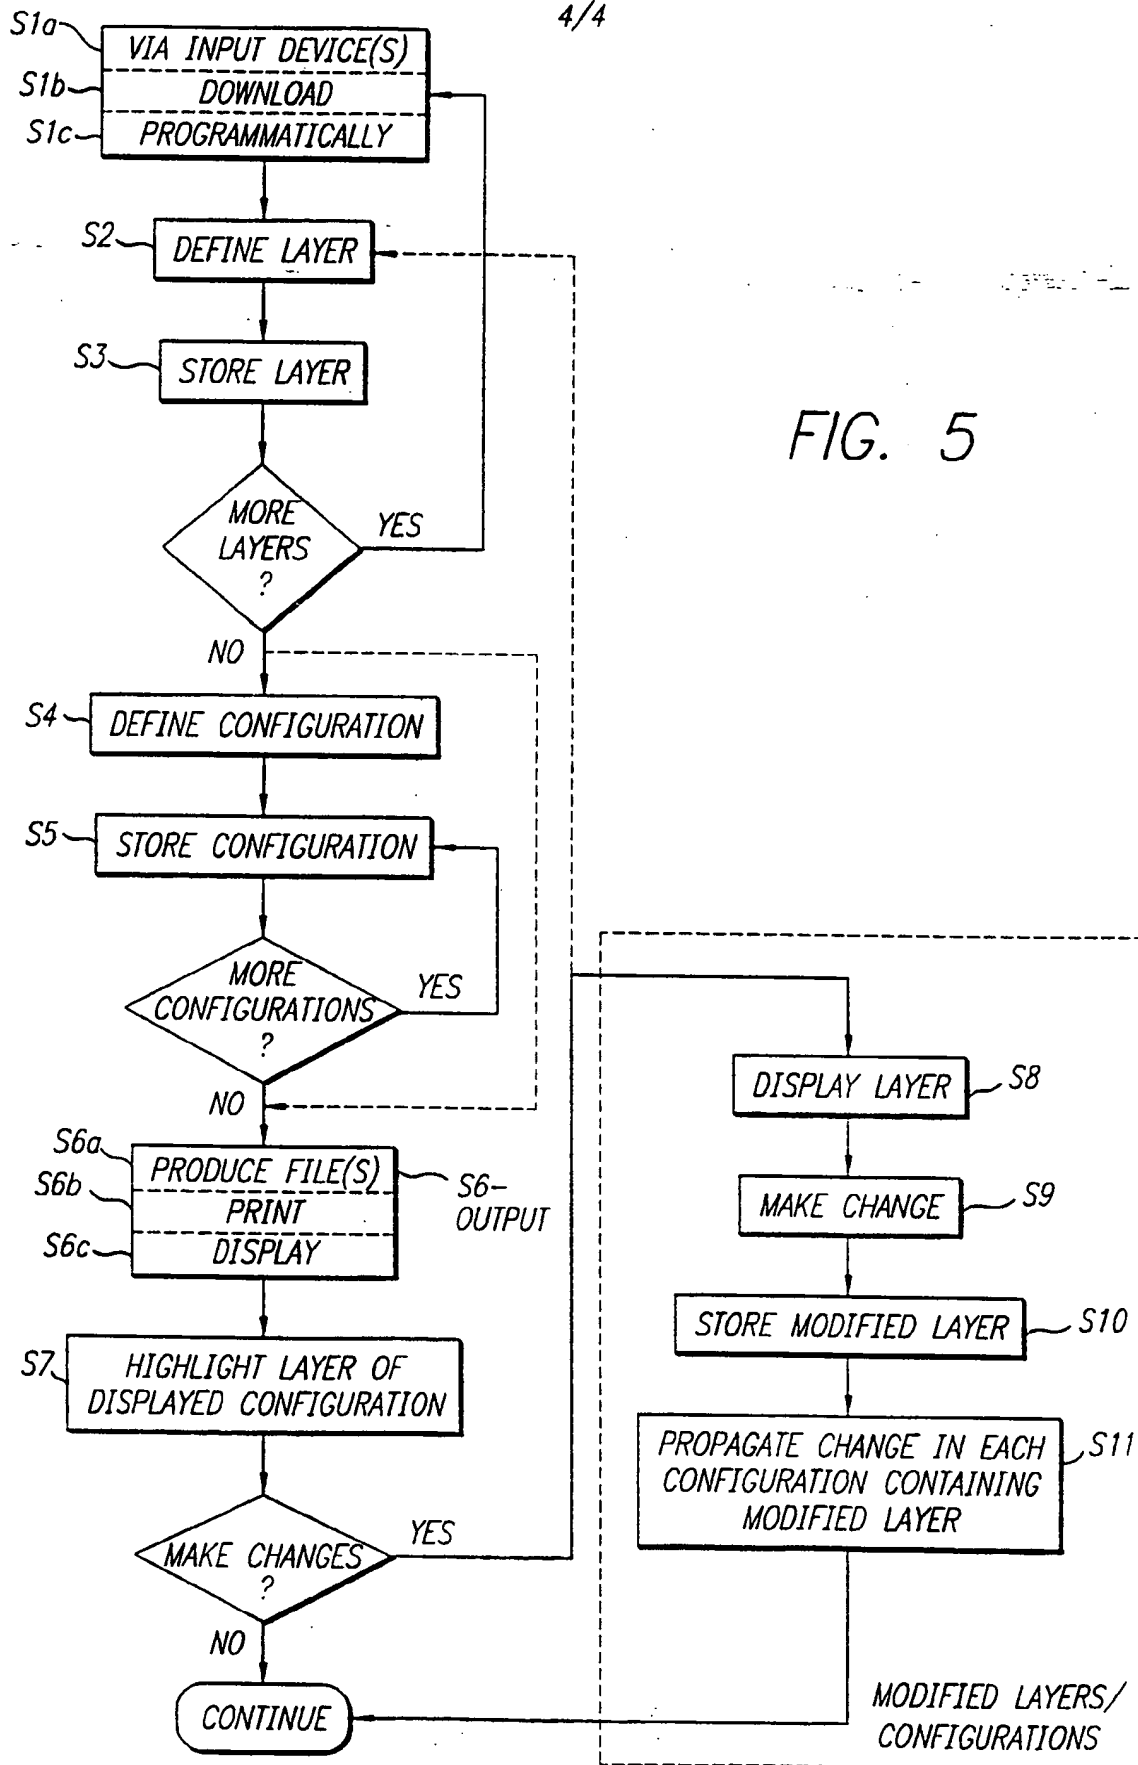 4/4
S1a
VIA INPUT DEVICE(S)
S1b
DOWNLOAD
S1c
PROGRAMMATICALLY
S2
DEFINE LAYER
S3
STORE LAYER
FIG. 5
MORE
LAYERS
?
YES
NO
S4
DEFINE CONFIGURATION
S5
STORE CONFIGURATION
MORE
CONFIGURATIONS
?
YES
NO
S6a
PRODUCE FILE(S)
S6b
PRINT
S6c
DISPLAY
S6-
OUTPUT
S7
HIGHLIGHT LAYER OF
DISPLAYED CONFIGURATION
MAKE CHANGES
?
YES
NO
CONTINUE
DISPLAY LAYER
S8
MAKE CHANGE
S9
STORE MODIFIED LAYER
S10
PROPAGATE CHANGE IN EACH
CONFIGURATION CONTAINING
MODIFIED LAYER
S11
MODIFIED LAYERS/
CONFIGURATIONS